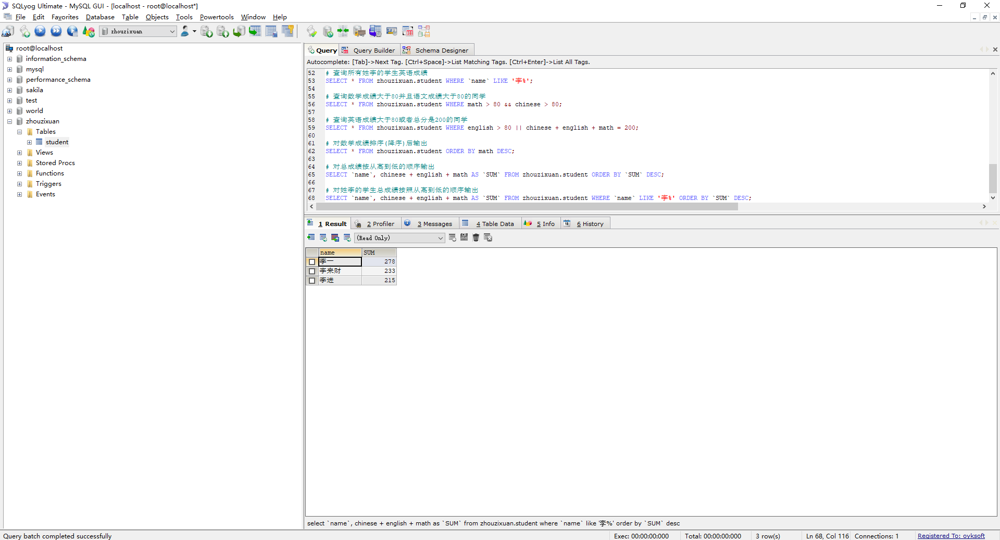 SQLyog Ultimate - MySQL GUI - [localhost - root@localhost*]
File Edit Favorites Database Table Objects Tools Powertools Window Help
zhouzixuan
root@localhost
information_schema
mysql
performance_schema
sakila
test
world
zhouzixuan
Tables
student
Views
Stored Procs
Functions
Triggers
Events
Query Query Builder Schema Designer
Autocomplete: [Tab]->Next Tag. [Ctrl+Space]->List Matching Tags. [Ctrl+Enter]->List All Tags.
52 # 查询所有姓李的学生英语成绩
53 SELECT * FROM zhouzixuan.student WHERE `name` LIKE '李%';
54
55 # 查询数学成绩大于80并且语文成绩大于80的同学
56 SELECT * FROM zhouzixuan.student WHERE math > 80 && chinese > 80;
57
58 # 查询英语成绩大于80或者总分是200的同学
59 SELECT * FROM zhouzixuan.student WHERE english > 80 || chinese + english + math = 200;
60
61 # 对数学成绩排序(降序)后输出
62 SELECT * FROM zhouzixuan.student ORDER BY math DESC;
63
64 # 对总成绩按从高到低的顺序输出
65 SELECT `name`, chinese + english + math AS `SUM` FROM zhouzixuan.student ORDER BY `SUM` DESC;
66
67 # 对姓李的学生总成绩按照从高到低的顺序输出
68 SELECT `name`, chinese + english + math AS `SUM` FROM zhouzixuan.student WHERE `name` LIKE '李%' ORDER BY `SUM` DESC;
1 Result 2 Profiler 3 Messages 4 Table Data 5 Info 6 History
(Read Only)
name SUM
李一 278
李来财 233
李进 215
select `name`, chinese + english + math as `SUM` from zhouzixuan.student where `name` like '李%' order by `SUM` desc
Query batch completed successfully Exec: 00:00:00:000 Total: 00:00:00:000 3 row(s) Ln 68, Col 116 Connections: 1 Registered To: ovksoft